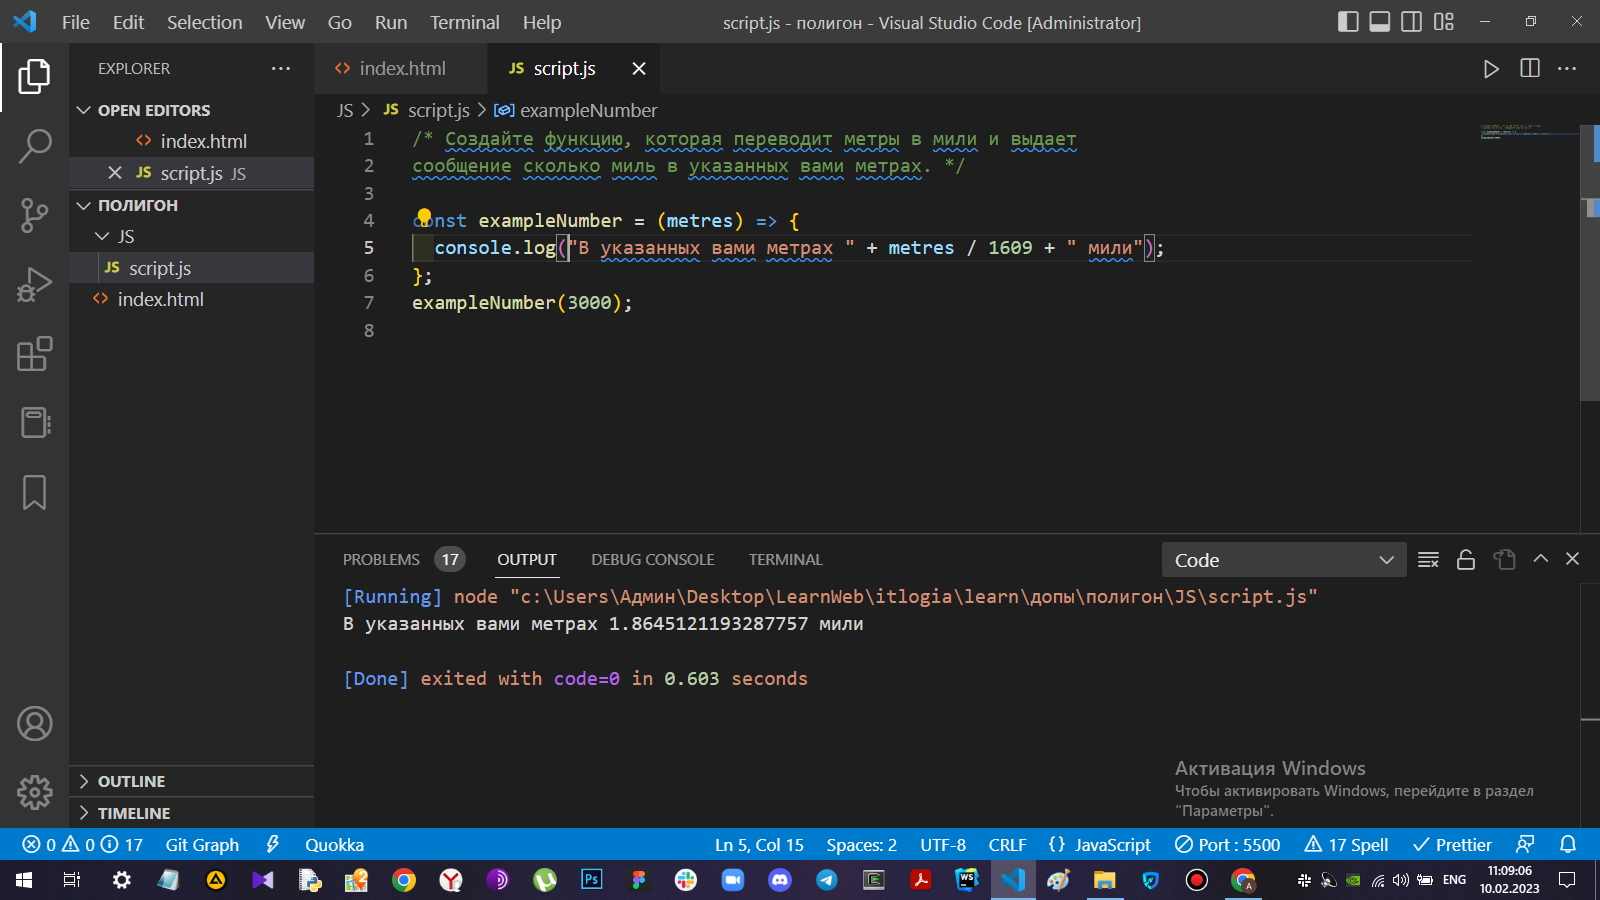 File Edit Selection View Go Run Terminal Help
script.js - полигон - Visual Studio Code [Administrator]
EXPLORER
OPEN EDITORS
index.html
JS script.js JS
ПОЛИГОН
JS
JS script.js
index.html
OUTLINE
TIMELINE
index.html
JS script.js
JS > JS script.js > exampleNumber
1 /* Создайте функцию, которая переводит метры в мили и выдает
2 сообщение сколько миль в указанных вами метрах. */
3
4 const exampleNumber = (metres) => {
5 console.log("В указанных вами метрах " + metres / 1609 + " мили");
6 };
7 exampleNumber(3000);
8
PROBLEMS 17 OUTPUT DEBUG CONSOLE TERMINAL
Code
[Running] node "c:\Users\Админ\Desktop\LearnWeb\itlogia\learn\допы\полигон\JS\script.js"
В указанных вами метрах 1.8645121193287757 мили
[Done] exited with code=0 in 0.603 seconds
Активация Windows
Чтобы активировать Windows, перейдите в раздел
"Параметры".
0 0 17 Git Graph Quokka Ln 5, Col 15 Spaces: 2 UTF-8 CRLF {} JavaScript Port : 5500 17 Spell Prettier
Ps WS A ENG
11:09:06
10.02.2023